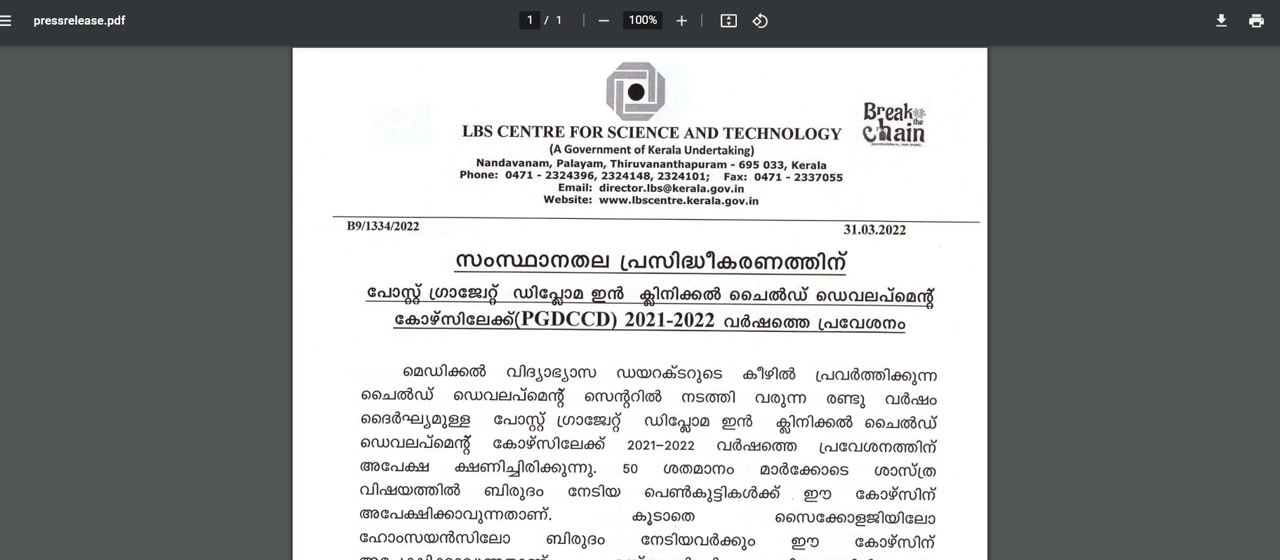 pressrelease.pdf
1 / 1
100%
Break
the
Chain
LBS CENTRE FOR SCIENCE AND TECHNOLOGY
(A Government of Kerala Undertaking)
Nandavanam, Palayam, Thiruvananthapuram - 695 033, Kerala
Phone: 0471 - 2324396, 2324148, 2324101; Fax: 0471 - 2337055
Email: director.lbs@kerala.gov.in
Website: www.lbscentre.kerala.gov.in
B9/1334/2022
31.03.2022
സംസ്ഥാനതല പ്രസിദ്ധീകരണത്തിന്
പോസ്റ്റ് ഗ്രാജ്വേറ്റ് ഡിപ്ലോമ ഇൻ ക്ലിനിക്കൽ ചൈൽഡ് ഡെവലപ്മെന്റ്
കോഴ്സിലേക്ക്(PGDCCD) 2021-2022 വർഷത്തെ പ്രവേശനം
മെഡിക്കൽ വിദ്യാഭ്യാസ ഡയറക്ടറുടെ കീഴിൽ പ്രവർത്തിക്കുന്ന
ചൈൽഡ് ഡെവലപ്മെന്റ് സെന്ററിൽ നടത്തി വരുന്ന രണ്ടു വർഷം
ദൈർഘ്യമുള്ള പോസ്റ്റ് ഗ്രാജ്വേറ്റ് ഡിപ്ലോമ ഇൻ ക്ലിനിക്കൽ ചൈൽഡ്
ഡെവലപ്മെന്റ് കോഴ്സിലേക്ക് 2021-2022 വർഷത്തെ പ്രവേശനത്തിന്
അപേക്ഷ ക്ഷണിച്ചിരിക്കുന്നു. 50 ശതമാനം മാർക്കോടെ ശാസ്ത്ര
വിഷയത്തിൽ ബിരുദം നേടിയ പെൺകുട്ടികൾക്ക് ഈ കോഴ്സിന്
അപേക്ഷിക്കാവുന്നതാണ്. കൂടാതെ സൈക്കോളജിയിലോ
ഹോംസയൻസിലോ ബിരുദം നേടിയവർക്കും ഈ കോഴ്സിന്